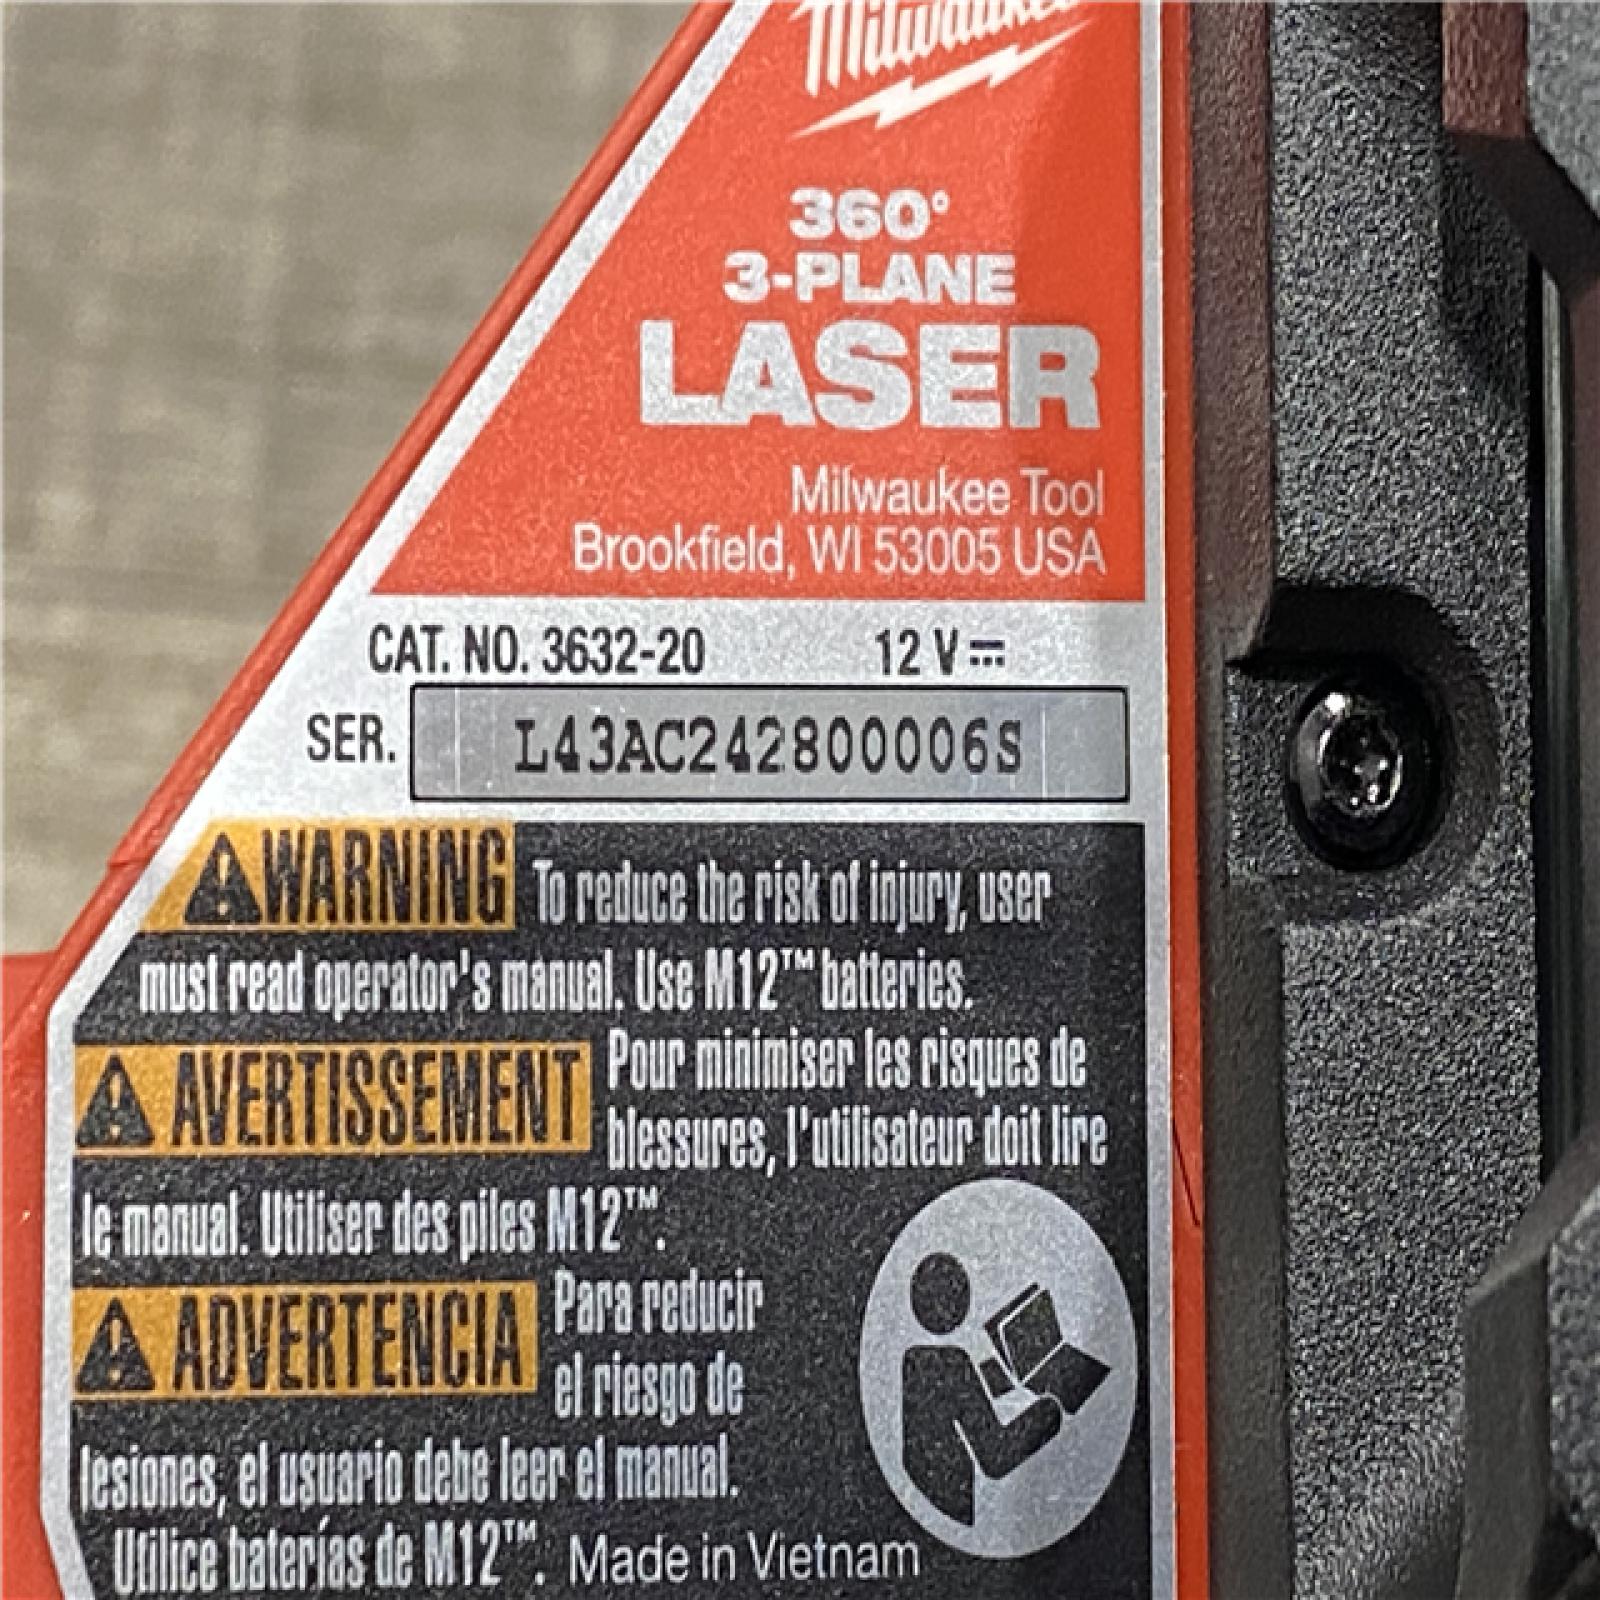 Milwaukee
360°
3-PLANE
LASER
Milwaukee Tool
Brookfield, WI 53005 USA
CAT. NO. 3632-20 12 V⎓
SER. L43AC242800006S
⚠WARNING To reduce the risk of injury, user
must read operator's manual. Use M12™ batteries.
⚠ AVERTISSEMENT Pour minimiser les risques de
blessures, l'utilisateur doit lire
le manual. Utiliser des piles M12™.
⚠ ADVERTENCIA Para reducir
el riesgo de
lesiones, el usuario debe leer el manual.
Utilice baterías de M12™. Made in Vietnam